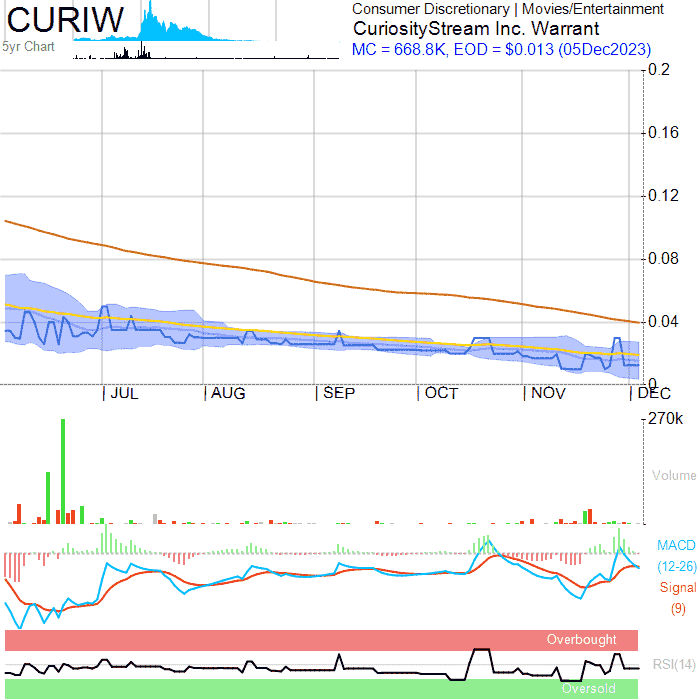 CURIW
5yr Chart
Consumer Discretionary | Movies/Entertainment
CuriosityStream Inc. Warrant
MC = 668.8K, EOD = $0.013 (05Dec2023)
0.2
0.16
0.12
0.08
0.04
0
| JUL | AUG | SEP | OCT | NOV | DEC
270k
Volume
MACD
(12-26)
Signal
(9)
Overbought
RSI(14)
Oversold